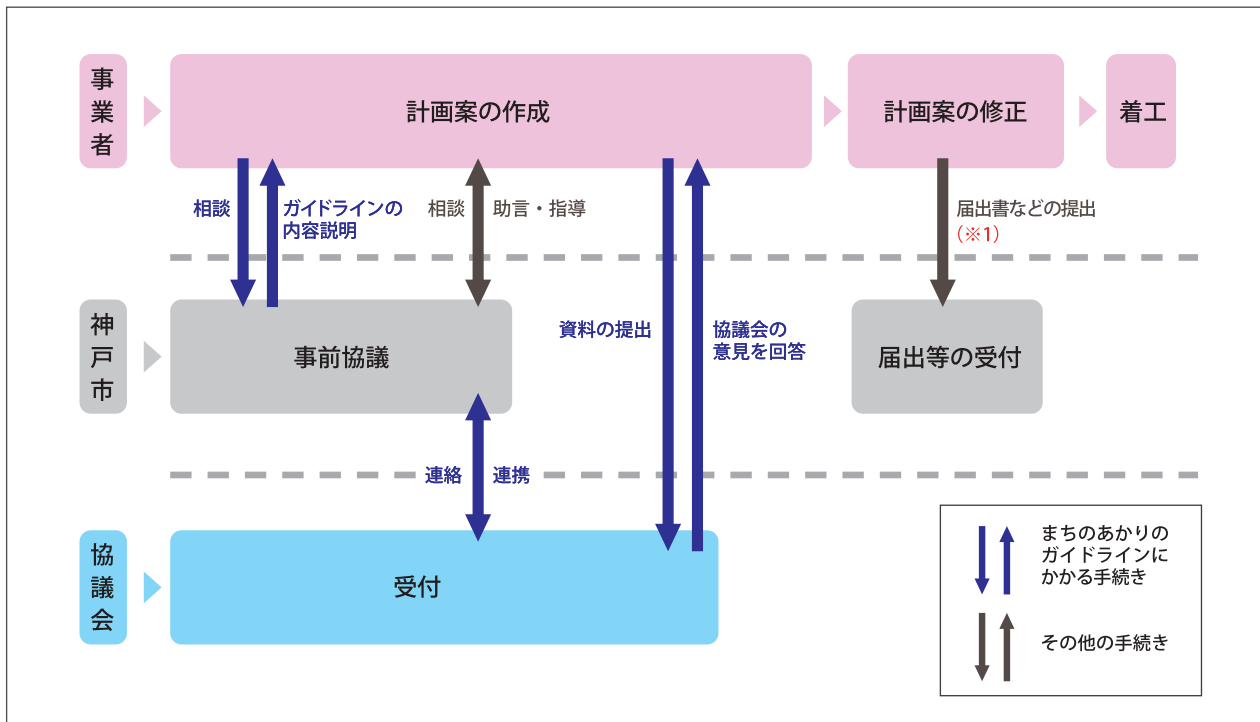 事業者
計画案の作成
計画案の修正
着工
相談
ガイドラインの
内容説明
相談
助言・指導
届出書などの提出
(※1)
神戸市
事前協議
資料の提出
協議会の
意見を回答
届出等の受付
連絡
連携
協議会
受付
まちのあかりの
ガイドラインに
かかる手続き
その他の手続き